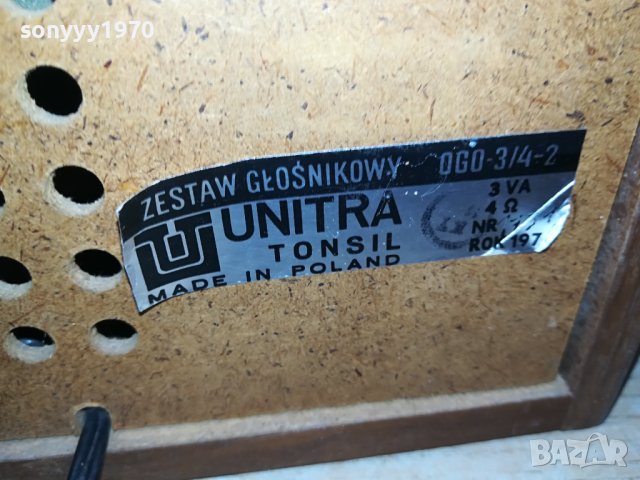 sonyyy1970
ZESTAW GŁOŚNIKOWY OGO-3/4-2
UNITRA
TONSIL
MADE IN POLAND
3 VA
4 Ω
NR
ROK 197
BAZAR